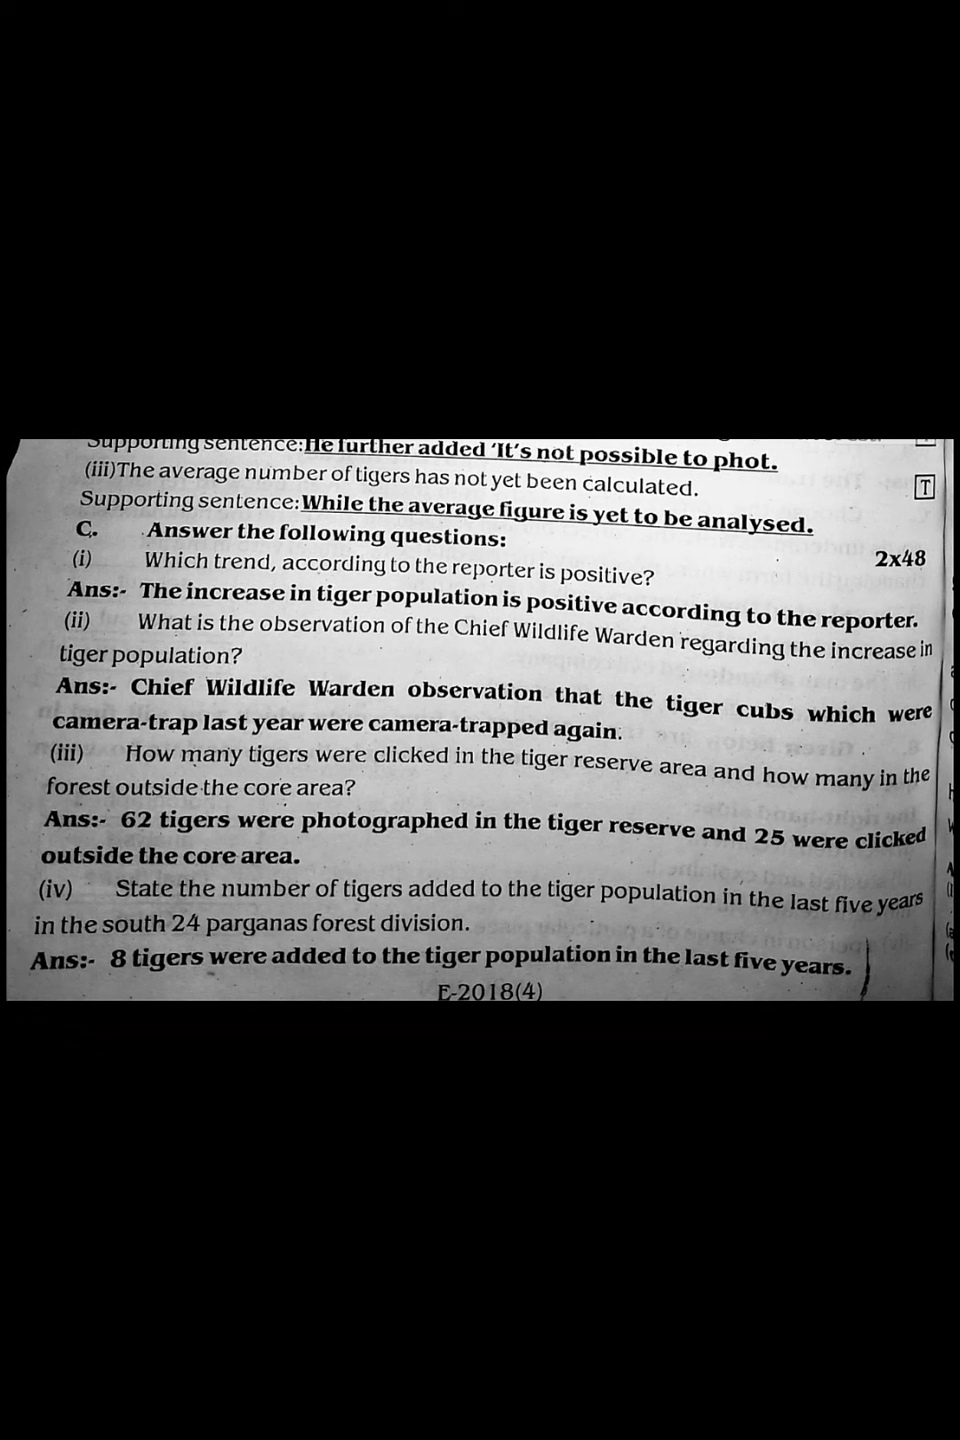 Supporting sentence:He further added ‘It’s not possible to phot.
(iii)The average number of tigers has not yet been calculated.
T
Supporting sentence:While the average figure is yet to be analysed.
C. Answer the following questions:
2x48
(i) Which trend, according to the reporter is positive?
Ans:- The increase in tiger population is positive according to the reporter.
(ii) What is the observation of the Chief Wildlife Warden regarding the increase in
tiger population?
Ans:- Chief Wildlife Warden observation that the tiger cubs which were
camera-trap last year were camera-trapped again.
(iii) How many tigers were clicked in the tiger reserve area and how many in the
forest outside the core area?
Ans:- 62 tigers were photographed in the tiger reserve and 25 were clicked
outside the core area.
(iv) State the number of tigers added to the tiger population in the last five years
in the south 24 parganas forest division.
Ans:- 8 tigers were added to the tiger population in the last five years.
E-2018(4)